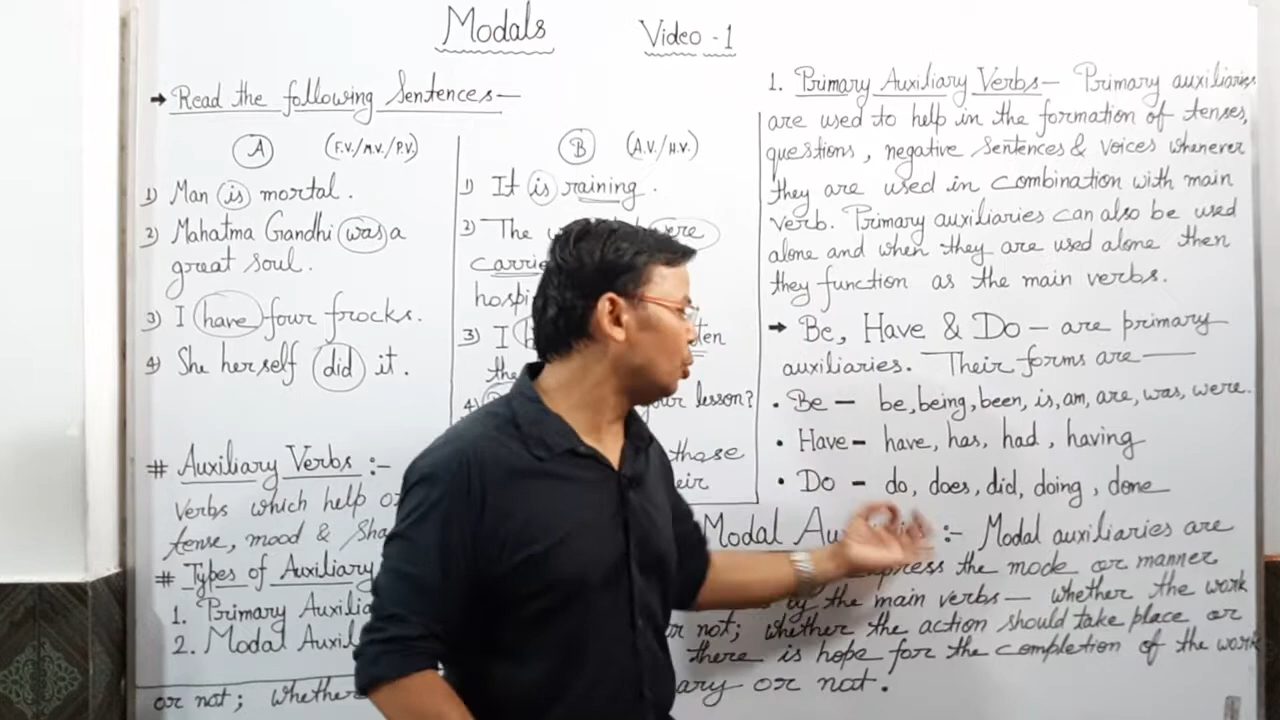 Modals Video - 1
→ Read the following Sentences—
A (F.V./M.V./P.V.)
1) Man is mortal.
2) Mahatma Gandhi was a
great soul.
3) I have four frocks.
4) She herself did it.
# Auxiliary Verbs :-
Verbs which help
tense, mood &
# Types of Auxiliary
1. Primary
2. Modal
or not; whether
B (A.V./H.V.)
1) It is raining.
2) The
3) I
the
4) lesson?
those
1. Primary Auxiliary Verbs— Primary auxiliaries
are used to help in the formation of tenses,
questions, negative sentences & voices whenever
they are used in combination with main
verb. Primary auxiliaries can also be used
alone and when they are used alone then
they function as the main verbs.
→ Be, Have & Do — are primary
auxiliaries. Their forms are —
• Be — be, being, been, is, am, are, was, were.
• Have — have, has, had, having
• Do — do, does, did, doing, done
Modal :- Modal auxiliaries are
the mode or manner
by the main verbs — whether the work
or not; whether the action should take place or
there is hope for the completion of the work
or not.